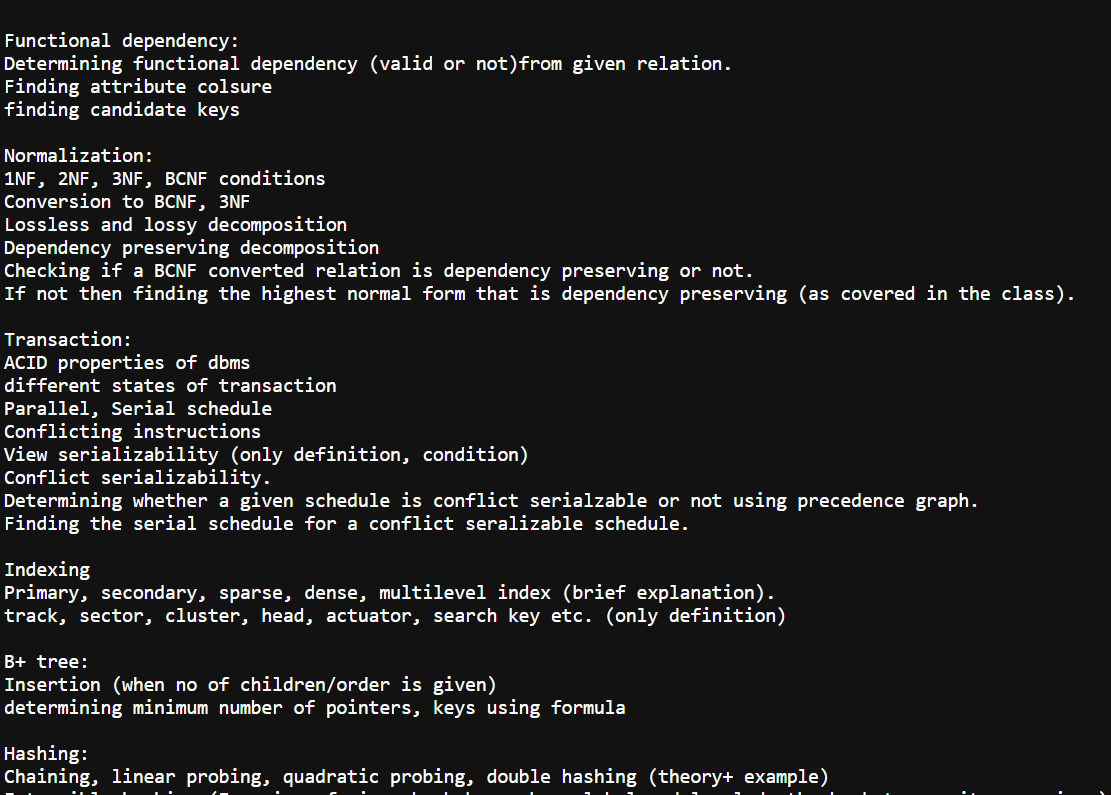 Functional dependency:
Determining functional dependency (valid or not)from given relation.
Finding attribute colsure
finding candidate keys
Normalization:
1NF, 2NF, 3NF, BCNF conditions
Conversion to BCNF, 3NF
Lossless and lossy decomposition
Dependency preserving decomposition
Checking if a BCNF converted relation is dependency preserving or not.
If not then finding the highest normal form that is dependency preserving (as covered in the class).
Transaction:
ACID properties of dbms
different states of transaction
Parallel, Serial schedule
Conflicting instructions
View serializability (only definition, condition)
Conflict serializability.
Determining whether a given schedule is conflict serialzable or not using precedence graph.
Finding the serial schedule for a conflict seralizable schedule.
Indexing
Primary, secondary, sparse, dense, multilevel index (brief explanation).
track, sector, cluster, head, actuator, search key etc. (only definition)
B+ tree:
Insertion (when no of children/order is given)
determining minimum number of pointers, keys using formula
Hashing:
Chaining, linear probing, quadratic probing, double hashing (theory+ example)